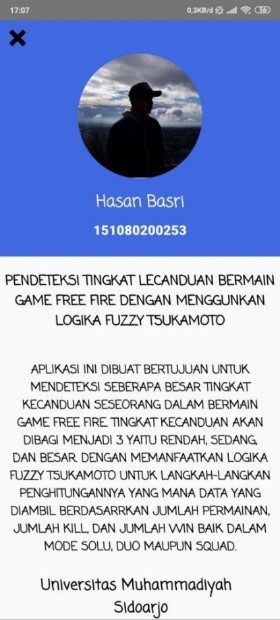 17:07
0,3KB/d
16
Hasan Basri
151080200253
PENDETEKSI TINGKAT LECANDUAN BERMAIN
GAME FREE FIRE DENGAN MENGGUNKAN
LOGIKA FUZZY TSUKAMOTO
APLIKASI INI DIBUAT BERTUJUAN UNTUK
MENDETEKSI SEBERAPA BESAR TINGKAT
KECANDUAN SESEORANG DALAM BERMAIN
GAME FREE FIRE TINGKAT KECANDUAN AKAN
DIBAGI MENJADI 3 YAITU RENDAH, SEDANG,
DAN BESAR. DENGAN MEMANFAATKAN LOGIKA
FUZZY TSUKAMOTO UNTUK LANGKAH-LANGKAN
PENGHITUNGANNYA YANG MANA DATA YANG
DIAMBIL BERDASARRKAN JUMLAH PERMAINAN,
JUMLAH KILL, DAN JUMLAH WIN BAIK DALAM
MODE SOLU, DUO MAUPUN SQUAD.
Universitas Muhammadiyah
Sidoarjo